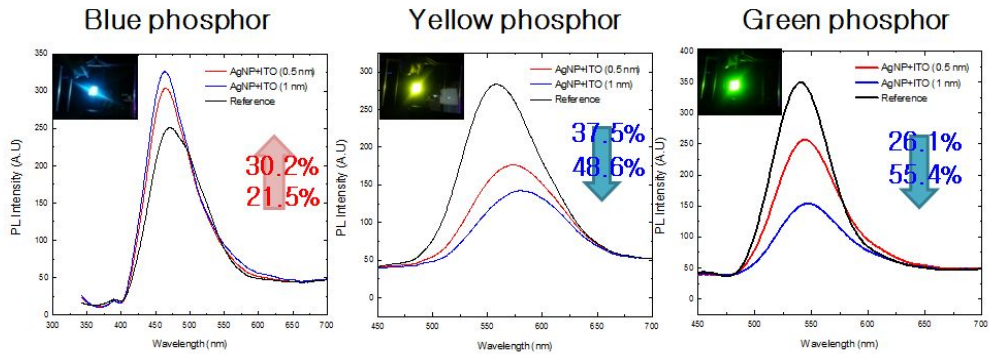 Blue phosphor
350
300
250
200
150
100
50
0
PL Intensity (A.U)
AgNP+ITO (0.5 nm)
AgNP+ITO (1 nm)
Reference
30.2%
21.5%
300 350 400 450 500 550 600 650 700
Wavelength (nm)
Yellow phosphor
300
250
200
150
100
50
0
PL Intensity (A.U)
AgNP+ITO (0.5 nm)
AgNP+ITO (1 nm)
Reference
37.5%
48.6%
450 500 550 600 650 700
Wavelength (nm)
Green phosphor
400
350
300
250
200
150
100
50
0
PL Intensity (A.U)
AgNP+ITO (0.5 nm)
AgNP+ITO (1 nm)
Reference
26.1%
55.4%
450 500 550 600 650 700
Wavelength (nm)